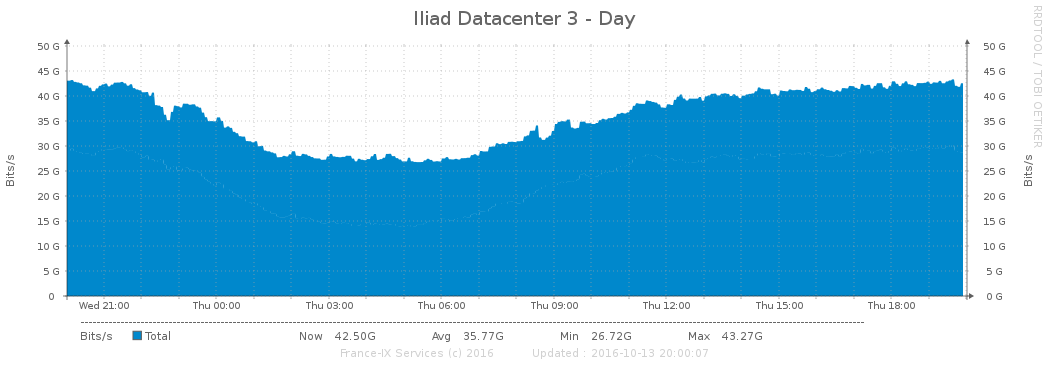 Iliad Datacenter 3 - Day
RRDTOOL / TOBI OETIKER
50 G 50 G
45 G 45 G
40 G 40 G
35 G 35 G
30 G 30 G
25 G 25 G
20 G 20 G
15 G 15 G
10 G 10 G
5 G 5 G
0 0 G
Bits/s
Bits/s
Wed 21:00 Thu 00:00 Thu 03:00 Thu 06:00 Thu 09:00 Thu 12:00 Thu 15:00 Thu 18:00
Bits/s Total Now 42.50G Avg 35.77G Min 26.72G Max 43.27G
France-IX Services (c) 2016 Updated : 2016-10-13 20:00:07